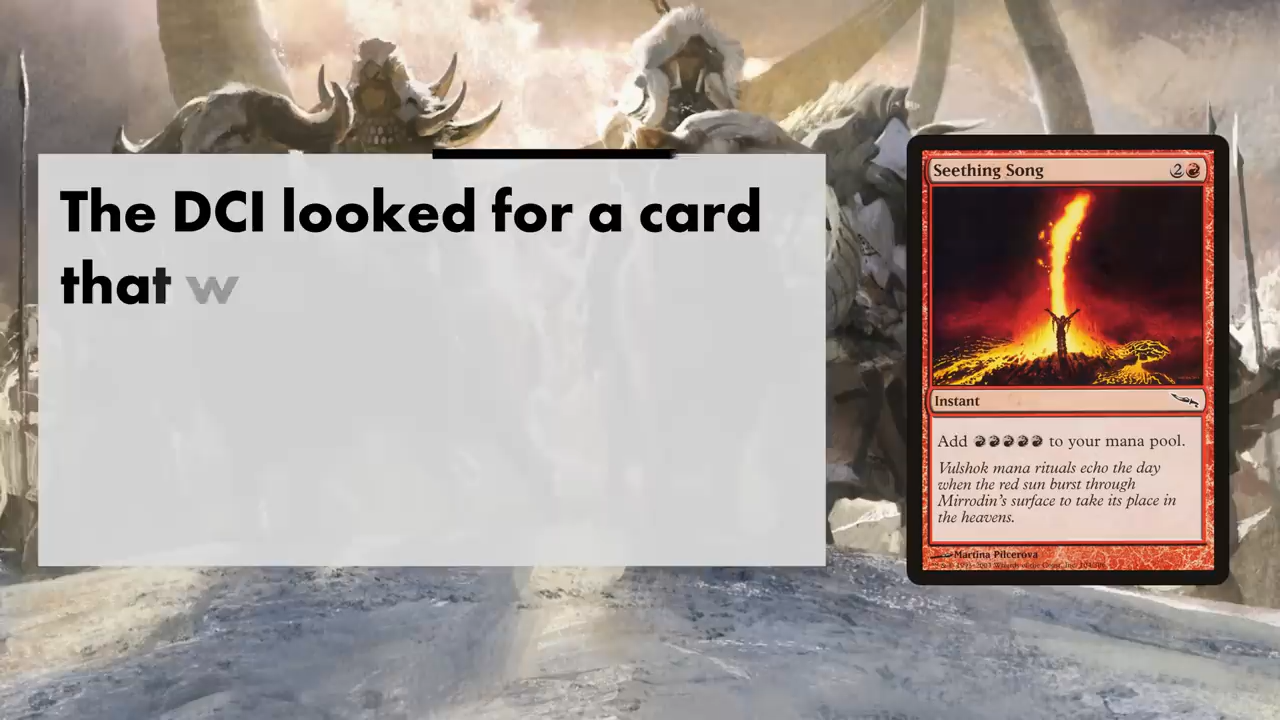 The DCI looked for a card
that w
Seething Song
2
Instant
Add to your mana pool.
Vulshok mana rituals echo the day
when the red sun burst through
Mirrodin's surface to take its place in
the heavens.
Martina Pilcerova